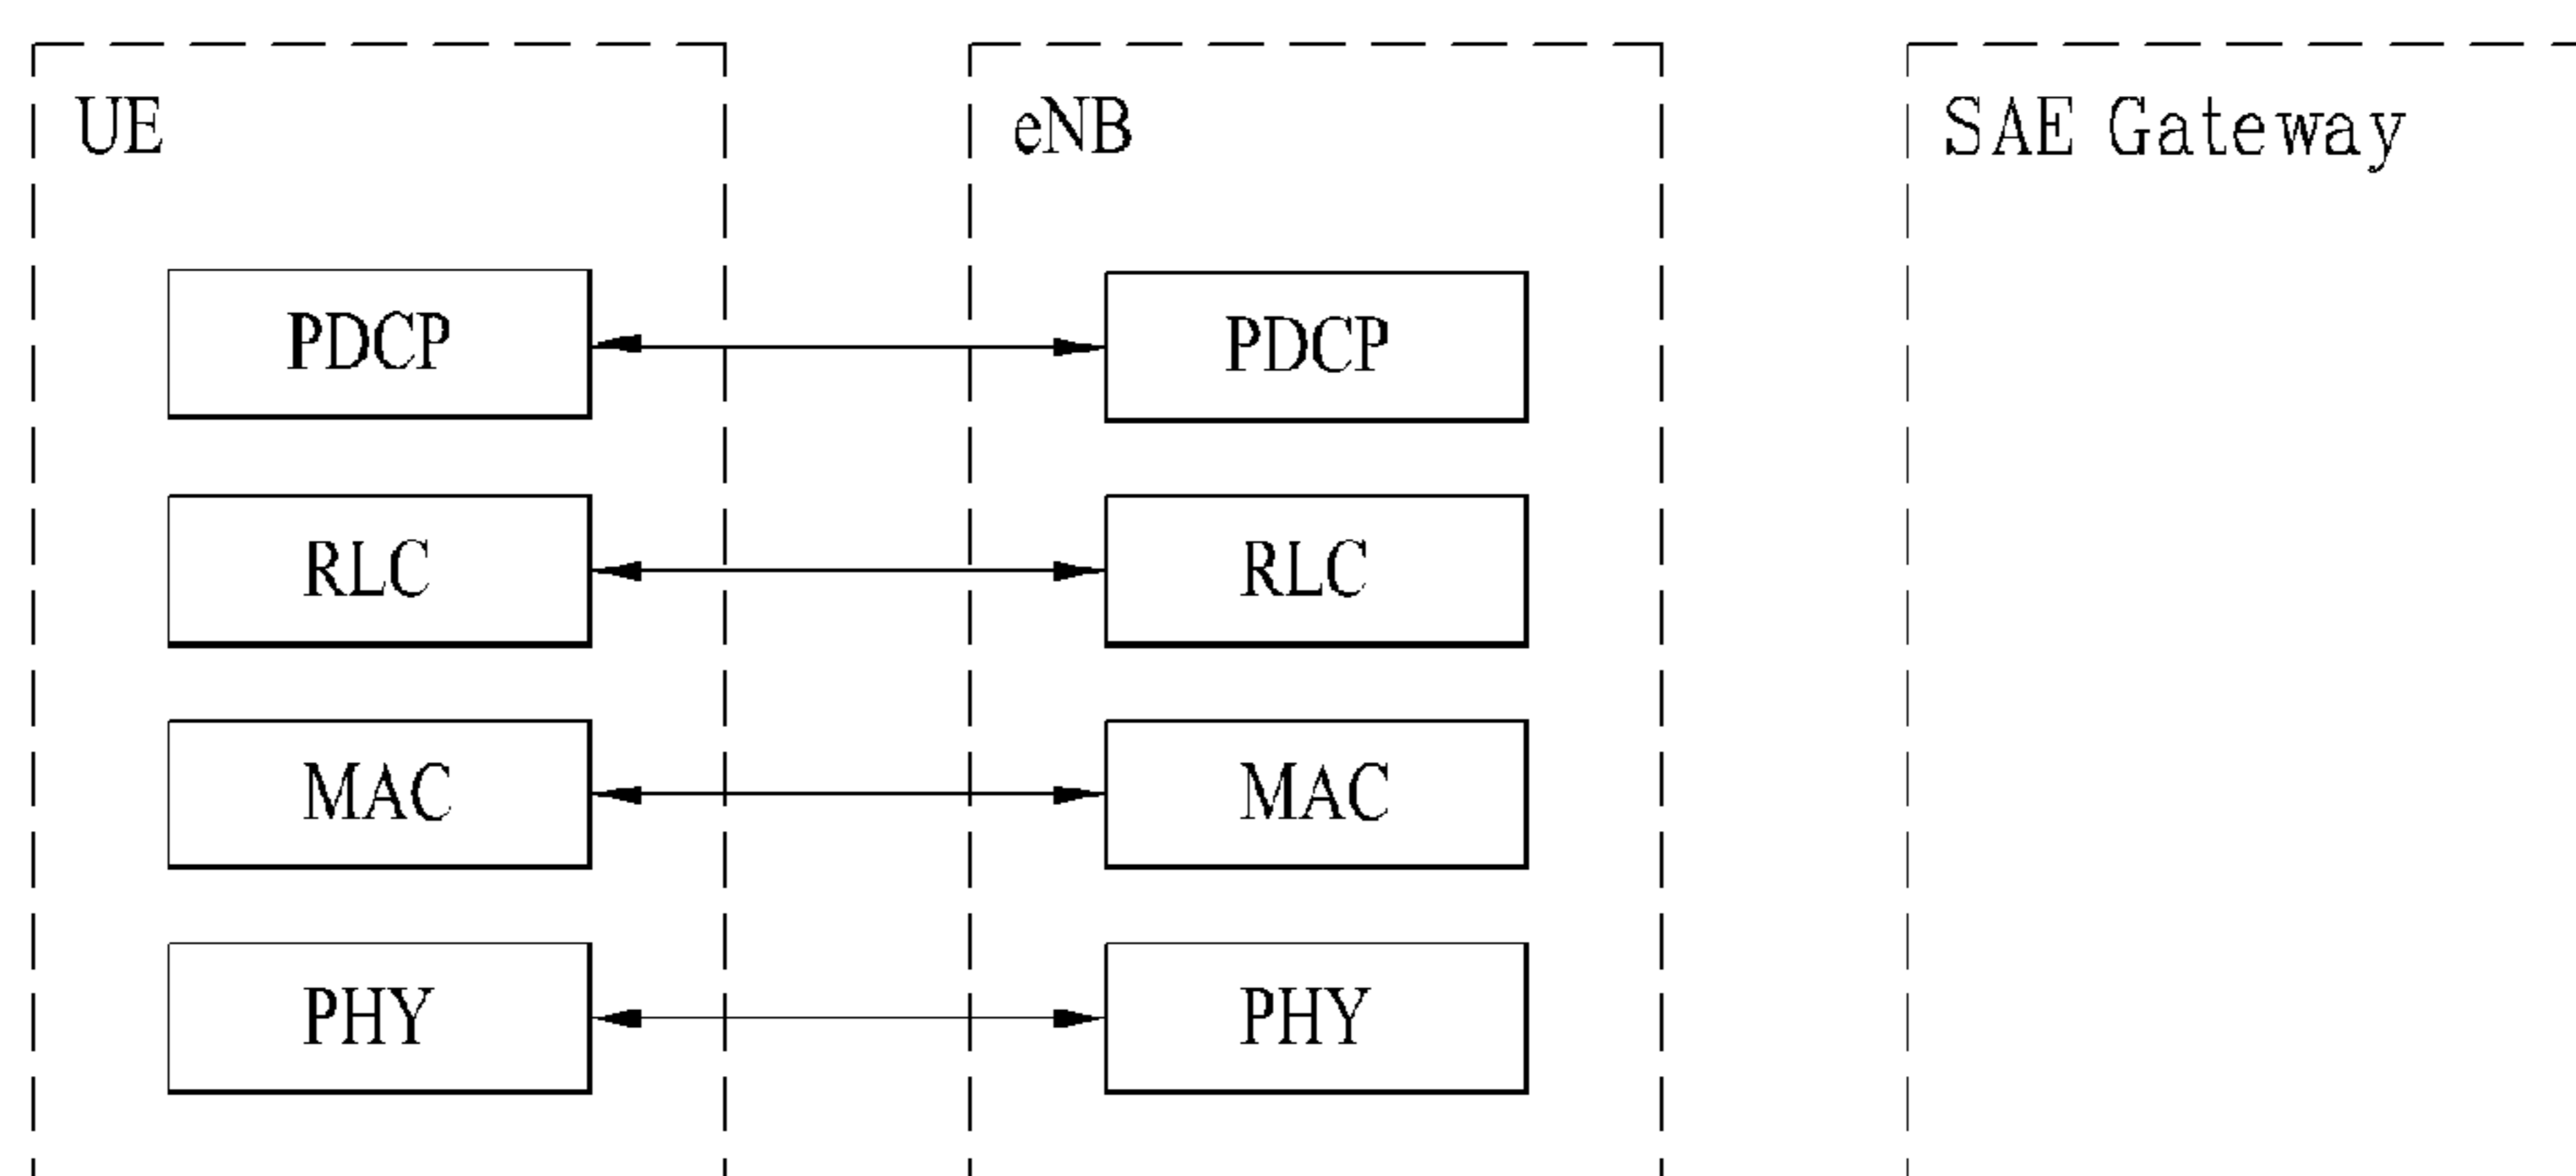 UE
eNB
SAE Gateway
PDCP
PDCP
RLC
RLC
MAC
MAC
PHY
PHY